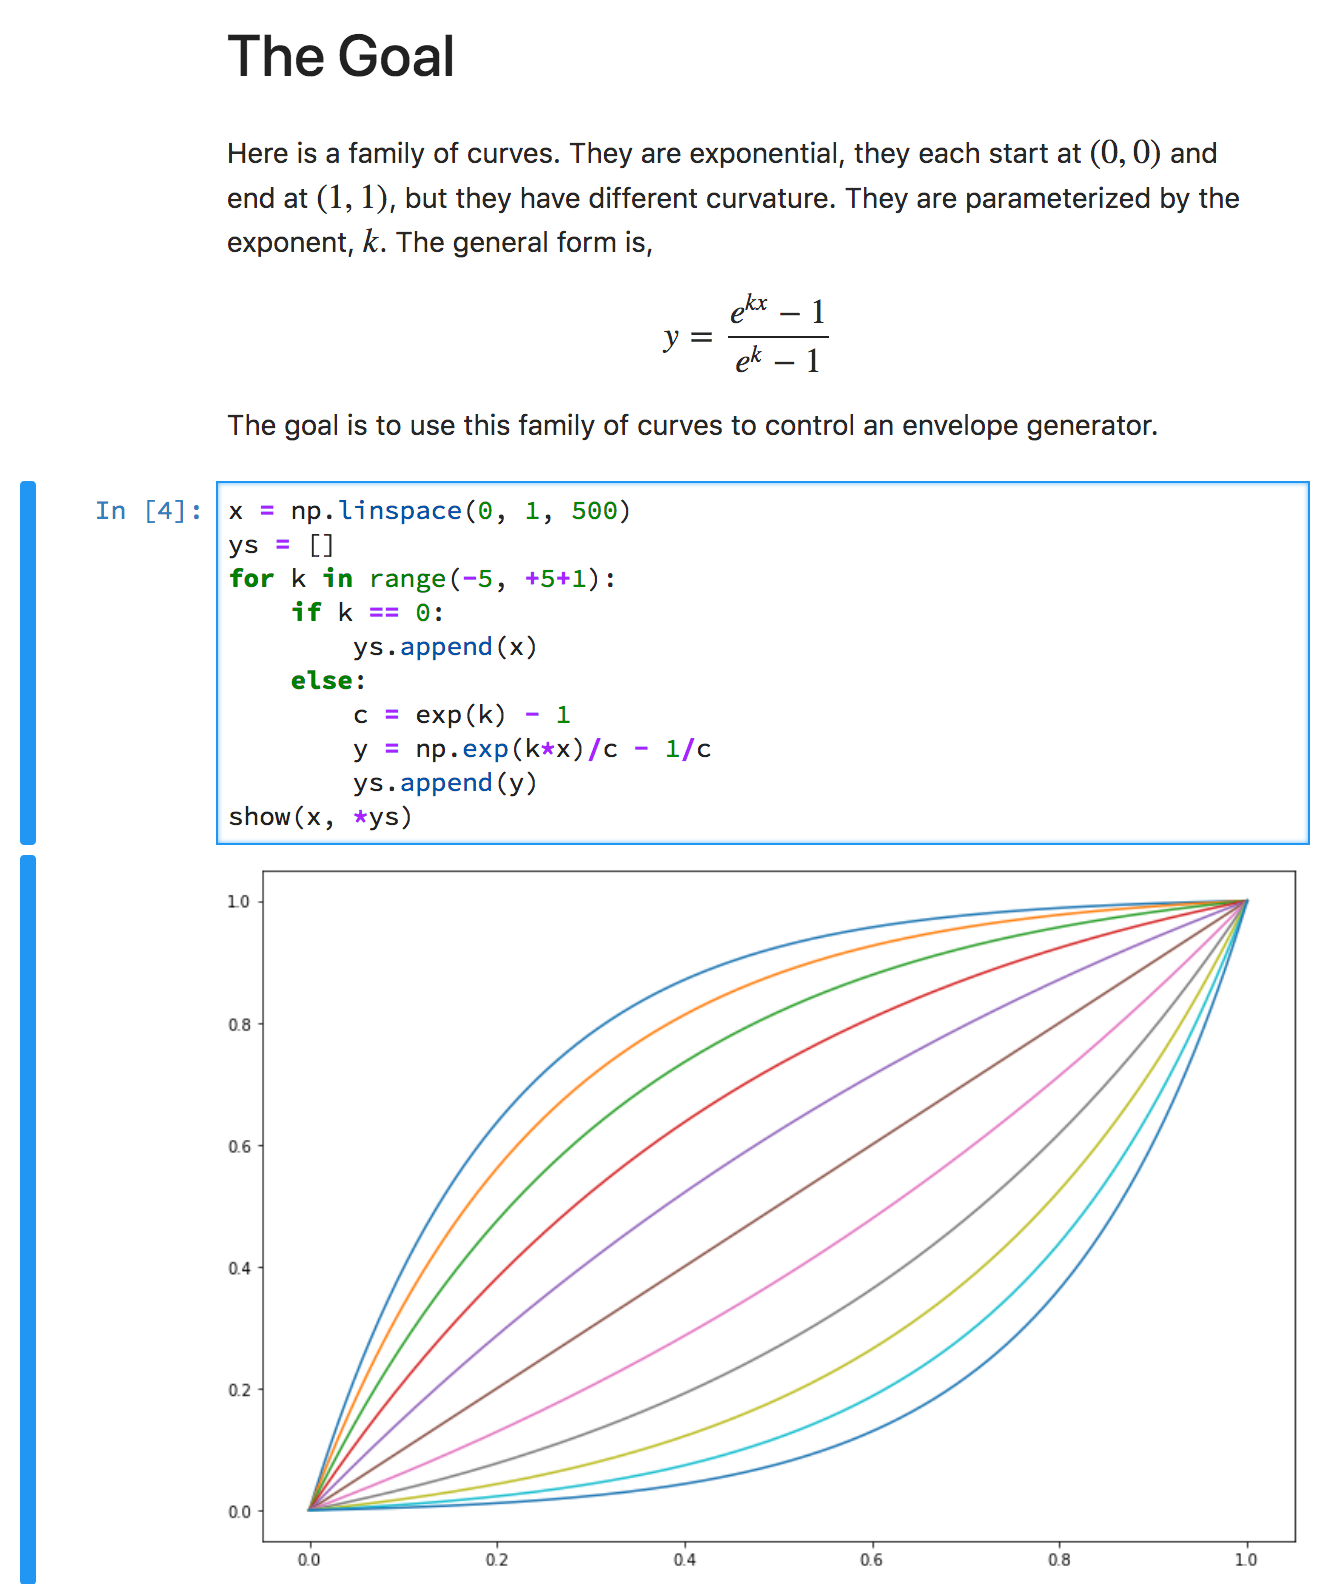 The Goal
Here is a family of curves. They are exponential, they each start at (0, 0) and
end at (1, 1), but they have different curvature. They are parameterized by the
exponent, k. The general form is,
y = \frac{e^{kx} − 1}{e^k − 1}
The goal is to use this family of curves to control an envelope generator.
In [4]: x = np.linspace(0, 1, 500)
ys = []
for k in range(-5, +5+1):
    if k == 0:
        ys.append(x)
    else:
        c = exp(k) - 1
        y = np.exp(k*x)/c - 1/c
        ys.append(y)
show(x, *ys)
1.0
0.8
0.6
0.4
0.2
0.0
0.0 0.2 0.4 0.6 0.8 1.0